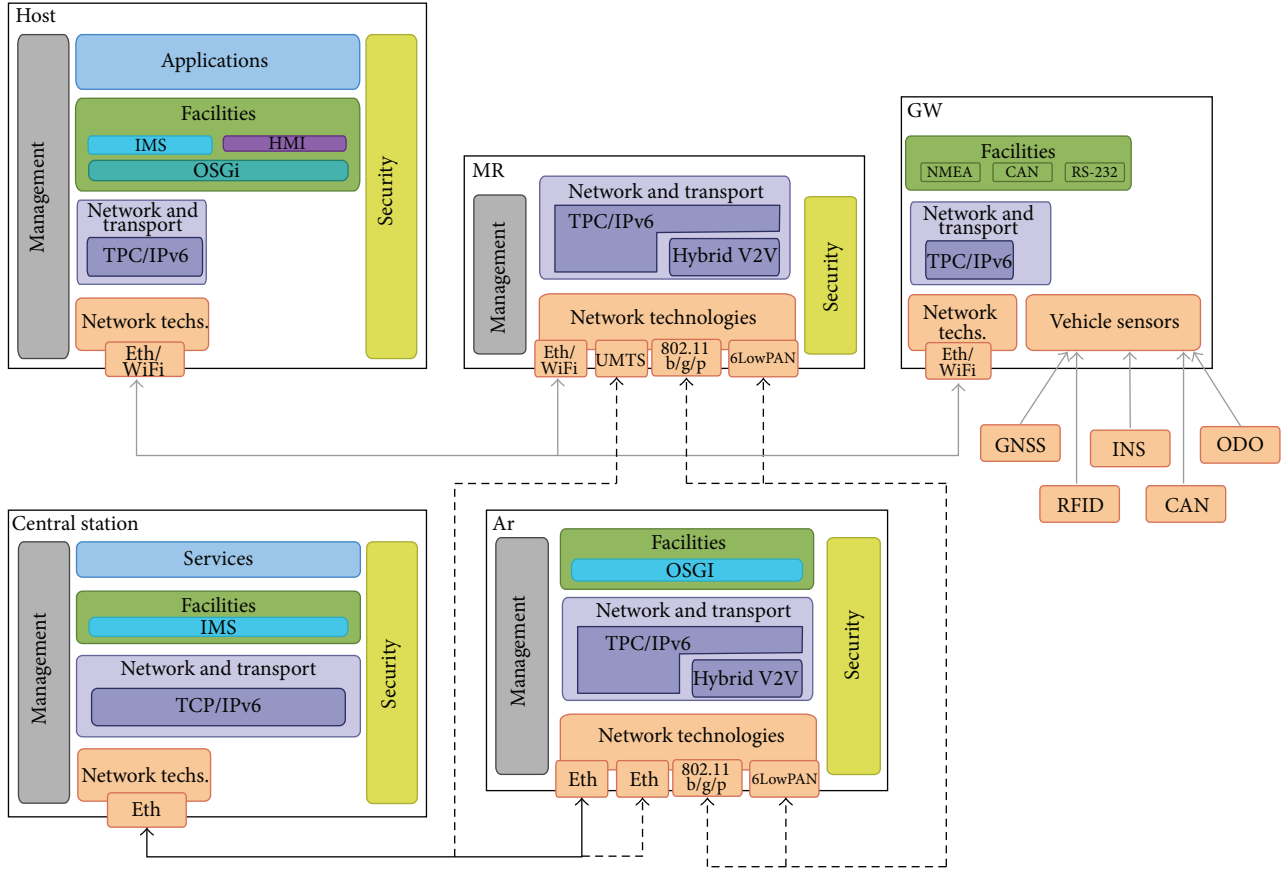 Host
Management
Applications
Facilities
IMS
HMI
OSGi
Network and
transport
TPC/IPv6
Network techs.
Eth/
WiFi
Security
MR
Management
Network and transport
TPC/IPv6
Hybrid V2V
Network technologies
Eth/
WiFi
UMTS
802.11
b/g/p
6LowPAN
Security
GW
Facilities
NMEA
CAN
RS-232
Network and
transport
TPC/IPv6
Network
techs.
Eth/
WiFi
Vehicle sensors
GNSS
INS
ODO
RFID
CAN
Central station
Management
Services
Facilities
IMS
Network and transport
TCP/IPv6
Network techs.
Eth
Security
Ar
Management
Facilities
OSGI
Network and transport
TPC/IPv6
Hybrid V2V
Network technologies
Eth
Eth
802.11
b/g/p
6LowPAN
Security